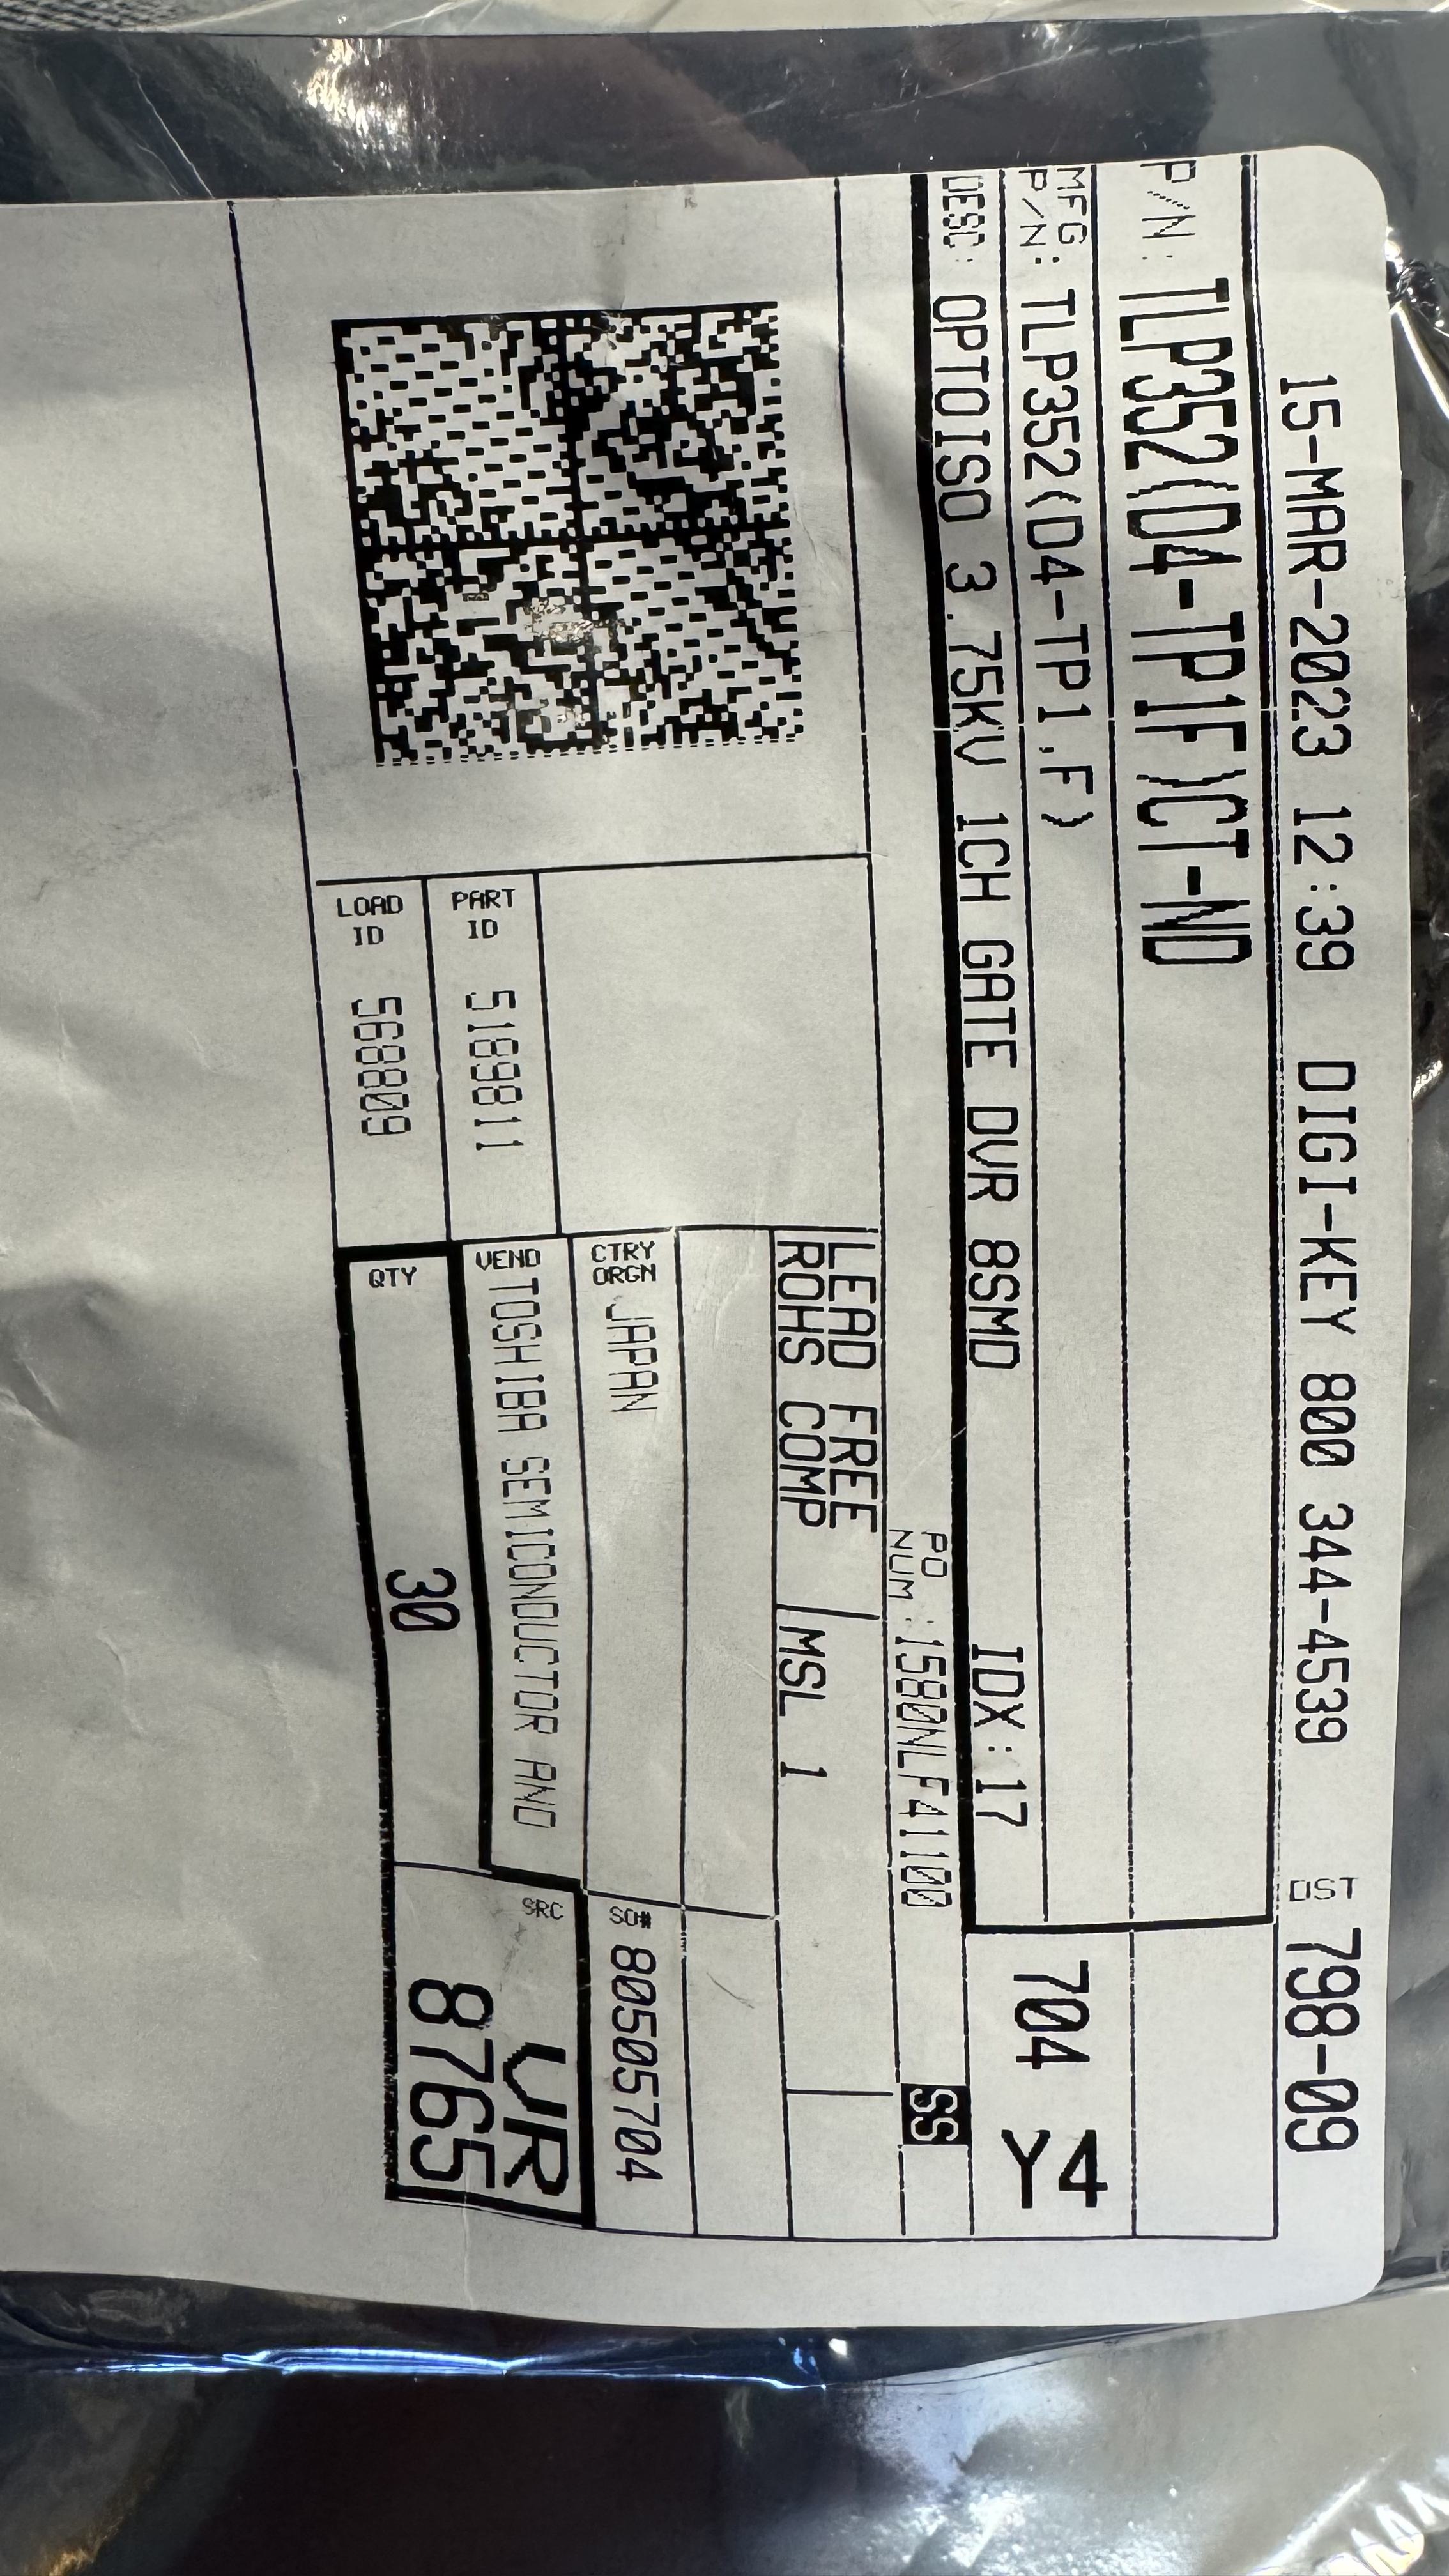 15-MAR-2023 12:39 DIGI-KEY 800 344-4539 DST 798-09
P/N: TLP352(D4-TP1F)CT-ND
MFG P/N: TLP352(D4-TP1,F)
704 Y4
DESC: OPTOISO 3.75KV 1CH GATE DVR 8SMD IDX:17
PO NUM: 1580NLF41100 SS
LEAD FREE
ROHS COMP MSL 1
CTRY ORGN JAPAN
SO# 80505704
PART ID 5189811
VEND TOSHIBA SEMICONDUCTOR AND
LOAD ID 568809
QTY 30
SRC VR
8765